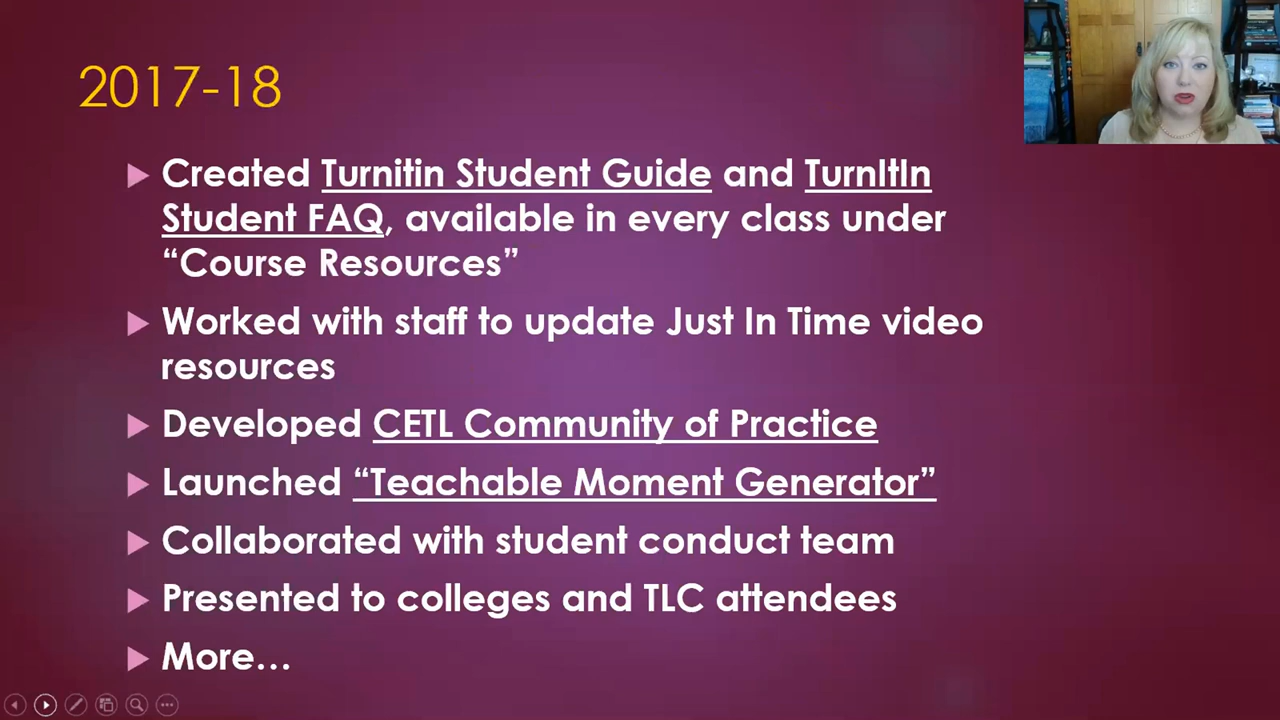 2017-18
Created Turnitin Student Guide and TurnItIn
Student FAQ, available in every class under
“Course Resources”
Worked with staff to update Just In Time video
resources
Developed CETL Community of Practice
Launched “Teachable Moment Generator”
Collaborated with student conduct team
Presented to colleges and TLC attendees
More…